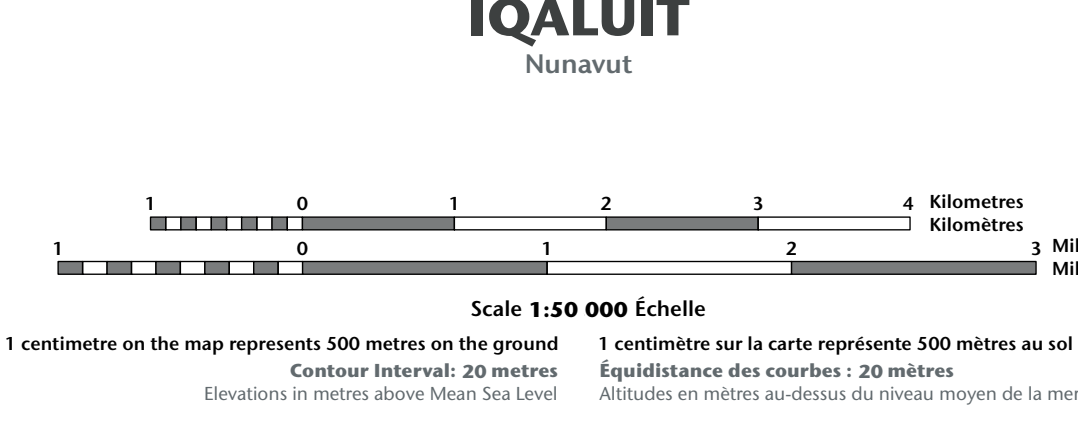 IQALUIT
Nunavut
1 0 1 2 3 4 Kilometres
Kilomètres
1 0 1 2 3
Scale 1:50 000 Échelle
1 centimetre on the map represents 500 metres on the ground
Contour Interval: 20 metres
Elevations in metres above Mean Sea Level
1 centimètre sur la carte représente 500 mètres au sol
Équidistance des courbes : 20 mètres
Altitudes en mètres au-dessus du niveau moyen de la mer